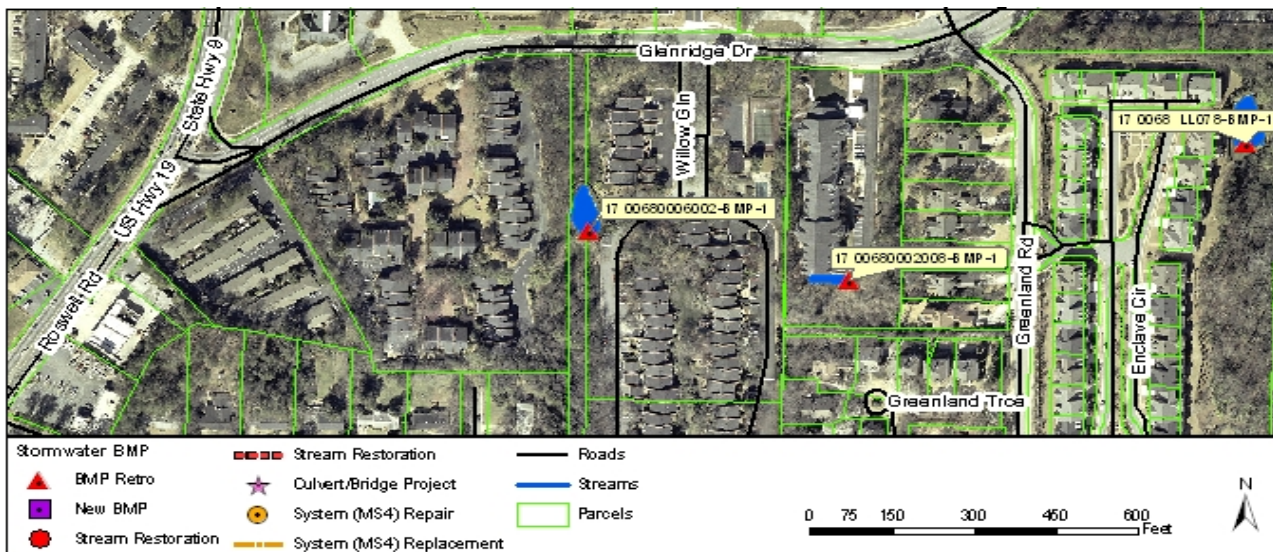 Glenridge Dr
State Hwy 9
US Hwy 19
Roswell Rd
Willow Gln
17 0068 LL078-BMP-1
17 00680006002-BMP-1
17 00680002008-BMP-1
Greenland Rd
Enclave Cir
Greenland Trce
Stormwater BMP
BMP Retro
New BMP
Stream Restoration
Stream Restoration
Culvert/Bridge Project
System (MS4) Repair
System (MS4) Replacement
Roads
Streams
Parcels
0 75 150 300 450 600
Feet
N